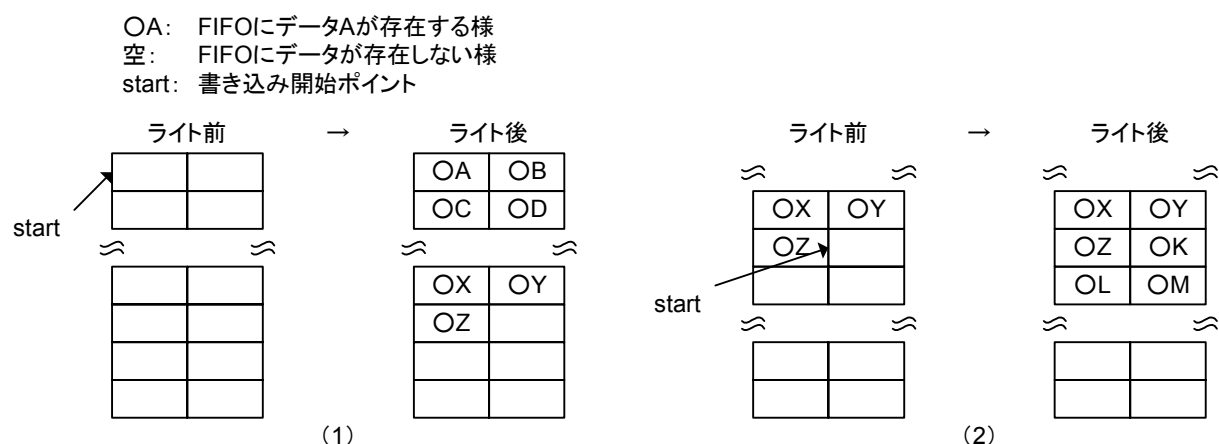 ○A: FIFOにデータAが存在する様
空: FIFOにデータが存在しない様
start: 書き込み開始ポイント
ライト前 → ライト後
start
○A ○B
○C ○D
○X ○Y
○Z
(1)
ライト前 → ライト後
○X ○Y
○Z
start
○X ○Y
○Z ○K
○L ○M
(2)